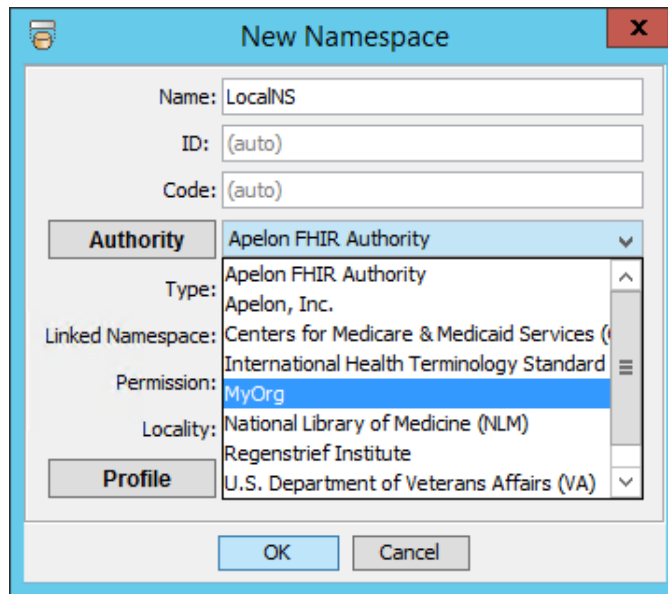 New Namespace
x
Name: LocalNS
ID: (auto)
Code: (auto)
Authority Apelon FHIR Authority
Type: Apelon FHIR Authority
Apelon, Inc.
Linked Namespace: Centers for Medicare & Medicaid Services (
International Health Terminology Standard
Permission: MyOrg
Locality: National Library of Medicine (NLM)
Regenstrief Institute
Profile U.S. Department of Veterans Affairs (VA)
OK Cancel